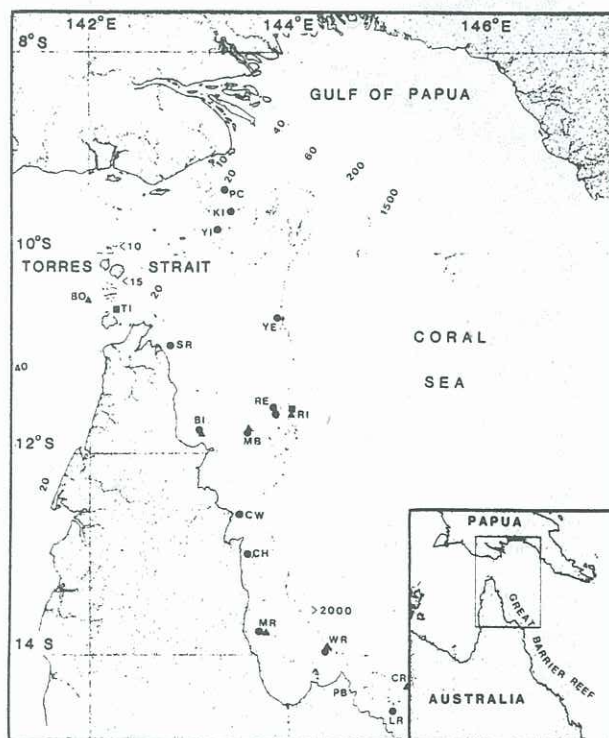 142°E 144°E 146°E
8°S
GULF OF PAPUA
40
10
20
60
200
1500
PC
KI
YI
10°S
<10
TORRES STRAIT
<15
20
BO
TI
YE
CORAL
SEA
SR
AO
RE
RI
BI
MB
12°S
20
CW
CH
>2000
MR
WR
14°S
PB
CR
LR
PAPUA
GREAT BARRIER REEF
AUSTRALIA